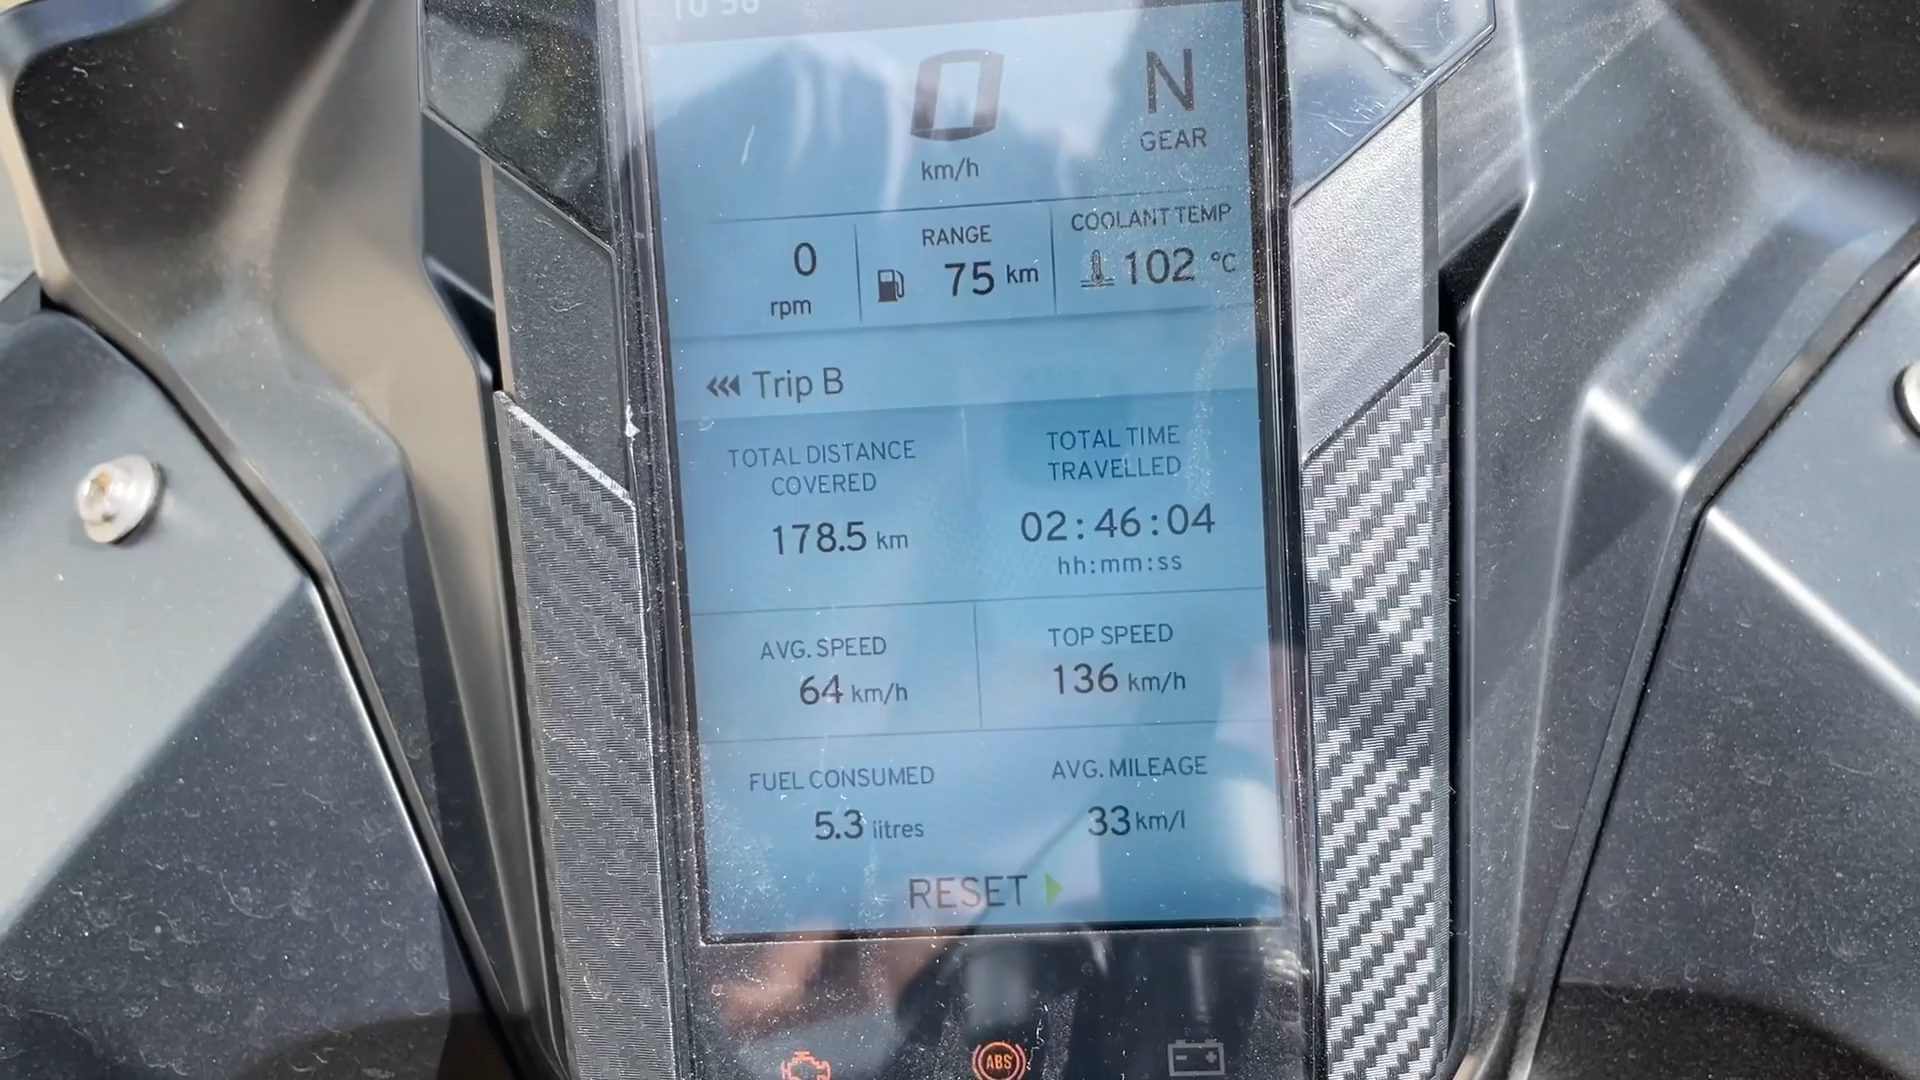 10 56
0 N
km/h GEAR
0
rpm
RANGE
75 km
COOLANT TEMP
102 °C
Trip B
TOTAL DISTANCE
COVERED
178.5 km
TOTAL TIME
TRAVELLED
02:46:04
hh:mm:ss
AVG. SPEED
64 km/h
TOP SPEED
136 km/h
FUEL CONSUMED
5.3 litres
AVG. MILEAGE
33 km/l
RESET
ABS